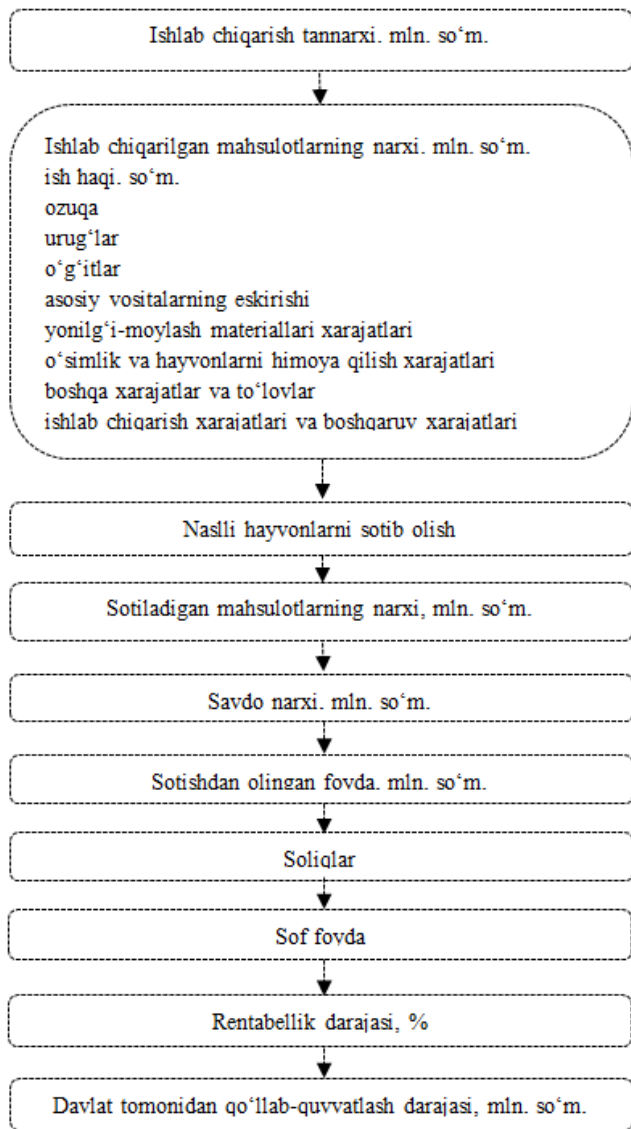 Ishlab chiqarish tannarxi. mln. so‘m.
Ishlab chiqarilgan mahsulotlarning narxi. mln. so‘m.
ish haqi. so‘m.
ozuqa
urug‘lar
o‘g‘itlar
asosiy vositalarning eskirishi
yonilg‘i-moylash materiallari xarajatlari
o‘simlik va hayvonlarni himoya qilish xarajatlari
boshqa xarajatlar va to‘lovlar
ishlab chiqarish xarajatlari va boshqaruv xarajatlari
Naslli hayvonlarni sotib olish
Sotiladigan mahsulotlarning narxi, mln. so‘m.
Savdo narxi. mln. so‘m.
Sotishdan olingan foyda. mln. so‘m.
Soliqlar
Sof foyda
Rentabellik darajasi, %
Davlat tomonidan qo‘llab-quvvatlash darajasi, mln. so‘m.